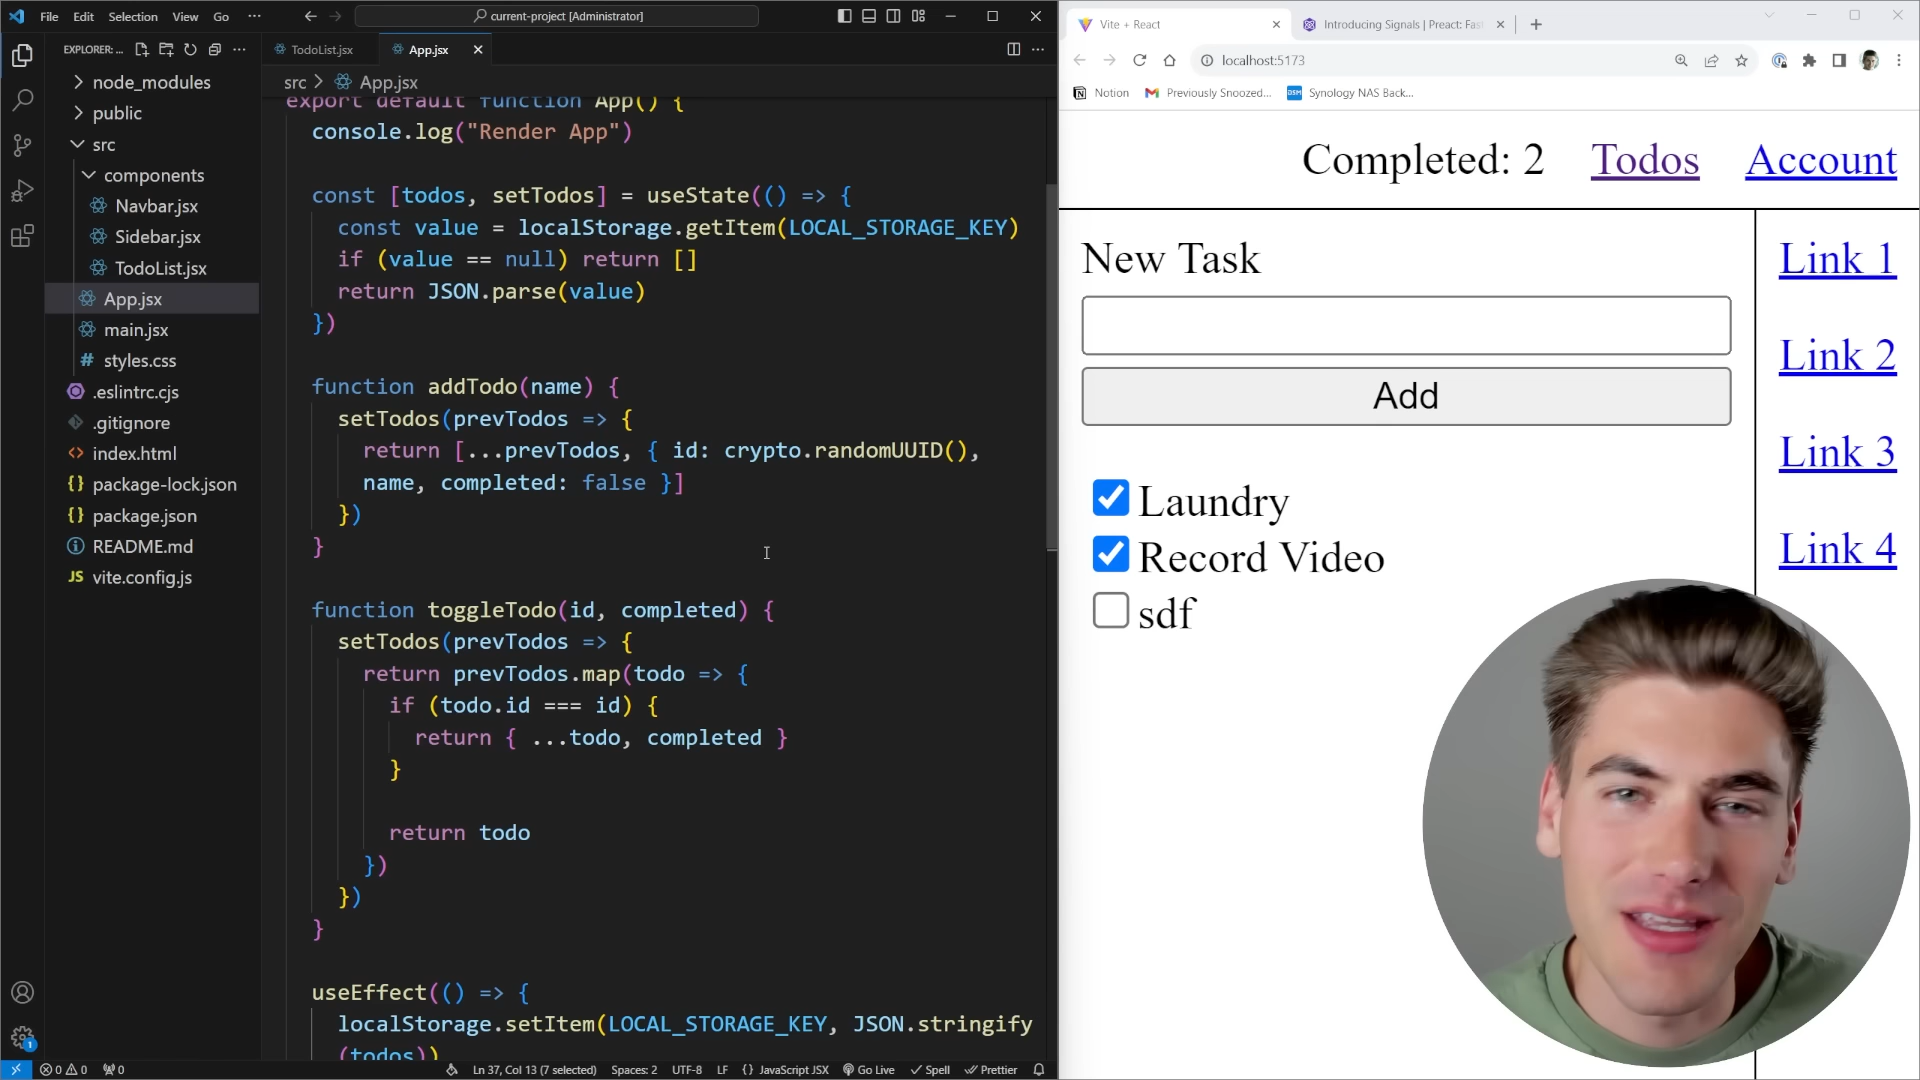 File Edit Selection View Go ··· current-project [Administrator]
EXPLORER: ...
node_modules
public
src
components
Navbar.jsx
Sidebar.jsx
TodoList.jsx
App.jsx
main.jsx
styles.css
.eslintrc.cjs
.gitignore
index.html
package-lock.json
package.json
README.md
JS vite.config.js
TodoList.jsx App.jsx
src > App.jsx
export default function App() {
console.log("Render App")
const [todos, setTodos] = useState(() => {
const value = localStorage.getItem(LOCAL_STORAGE_KEY)
if (value == null) return []
return JSON.parse(value)
})
function addTodo(name) {
setTodos(prevTodos => {
return [...prevTodos, { id: crypto.randomUUID(),
name, completed: false }]
})
}
function toggleTodo(id, completed) {
setTodos(prevTodos => {
return prevTodos.map(todo => {
if (todo.id === id) {
return { ...todo, completed }
}
return todo
})
})
}
useEffect(() => {
localStorage.setItem(LOCAL_STORAGE_KEY, JSON.stringify
(todos))
1
0 0 0 Ln 37, Col 13 (7 selected) Spaces: 2 UTF-8 LF {} JavaScript JSX Go Live Spell Prettier
Vite + React Introducing Signals | Preact: Fas
localhost:5173
Notion Previously Snoozed... DSM Synology NAS Back...
Completed: 2 Todos Account
New Task
Add
Laundry
Record Video
sdf
Link 1
Link 2
Link 3
Link 4